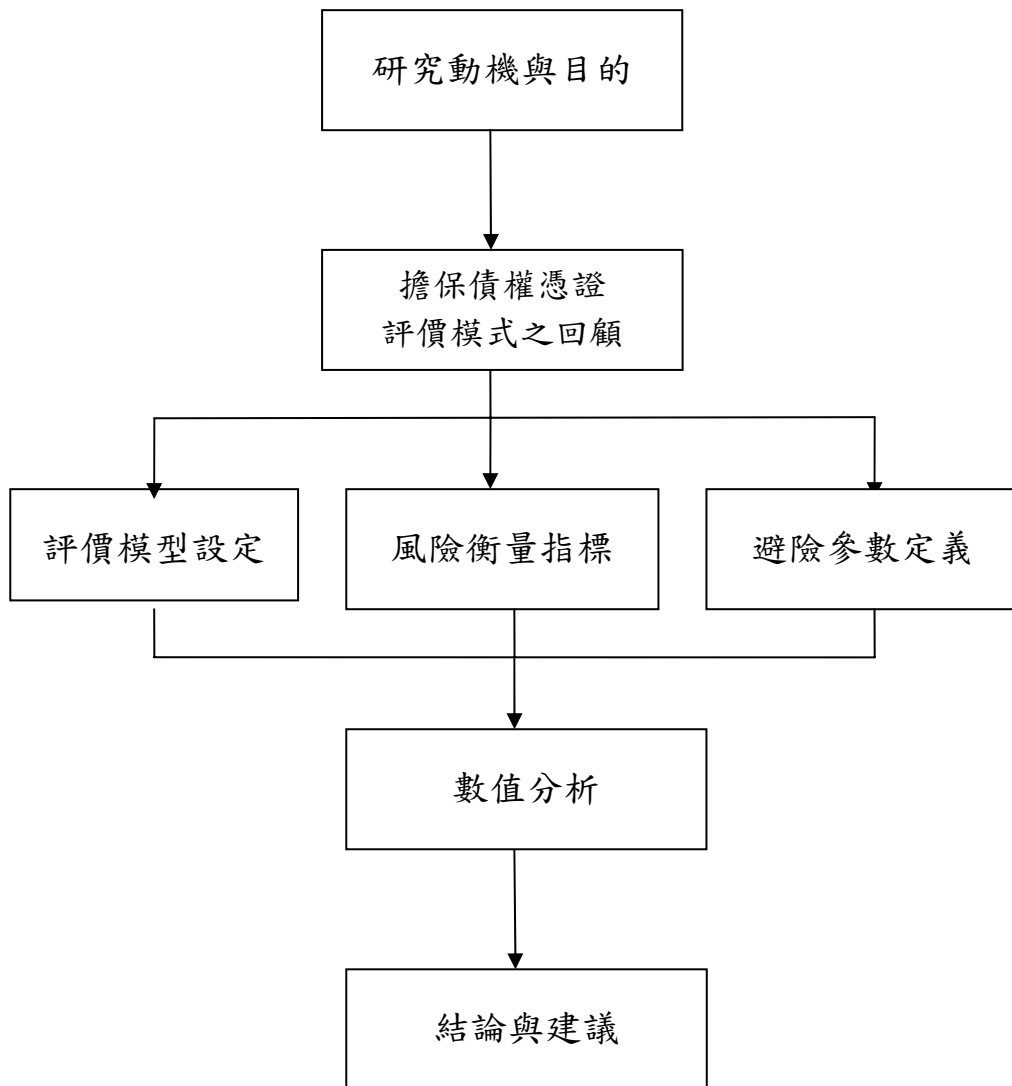 研究動機與目的
擔保債權憑證
評價模式之回顧
評價模型設定
風險衡量指標
避險參數定義
數值分析
結論與建議